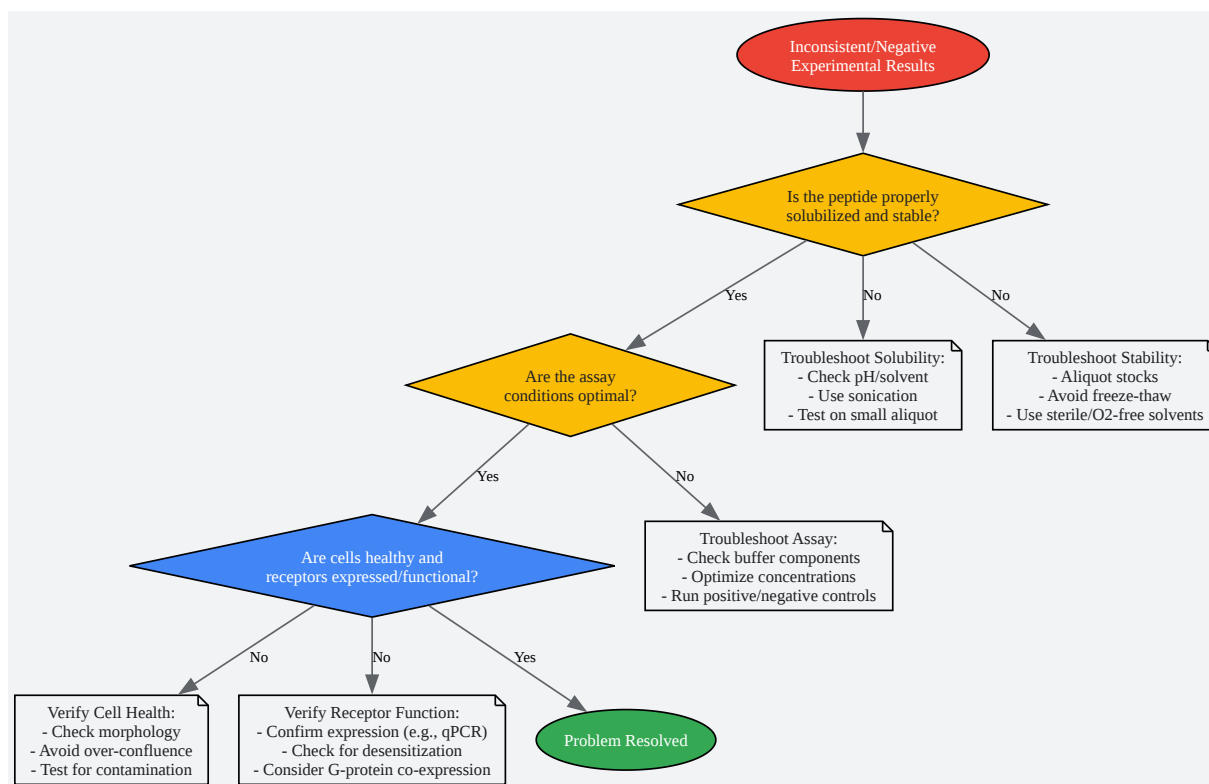 Inconsistent/Negative
Experimental Results
Is the peptide properly
solubilized and stable?
Yes
No
No
Are the assay
conditions optimal?
Troubleshoot Solubility:
- Check pH/solvent
- Use sonication
- Test on small aliquot
Troubleshoot Stability:
- Aliquot stocks
- Avoid freeze-thaw
- Use sterile/O2-free solvents
Yes
No
Are cells healthy and
receptors expressed/functional?
Troubleshoot Assay:
- Check buffer components
- Optimize concentrations
- Run positive/negative controls
No
No
Yes
Verify Cell Health:
- Check morphology
- Avoid over-confluence
- Test for contamination
Verify Receptor Function:
- Confirm expression (e.g., qPCR)
- Check for desensitization
- Consider G-protein co-expression
Problem Resolved